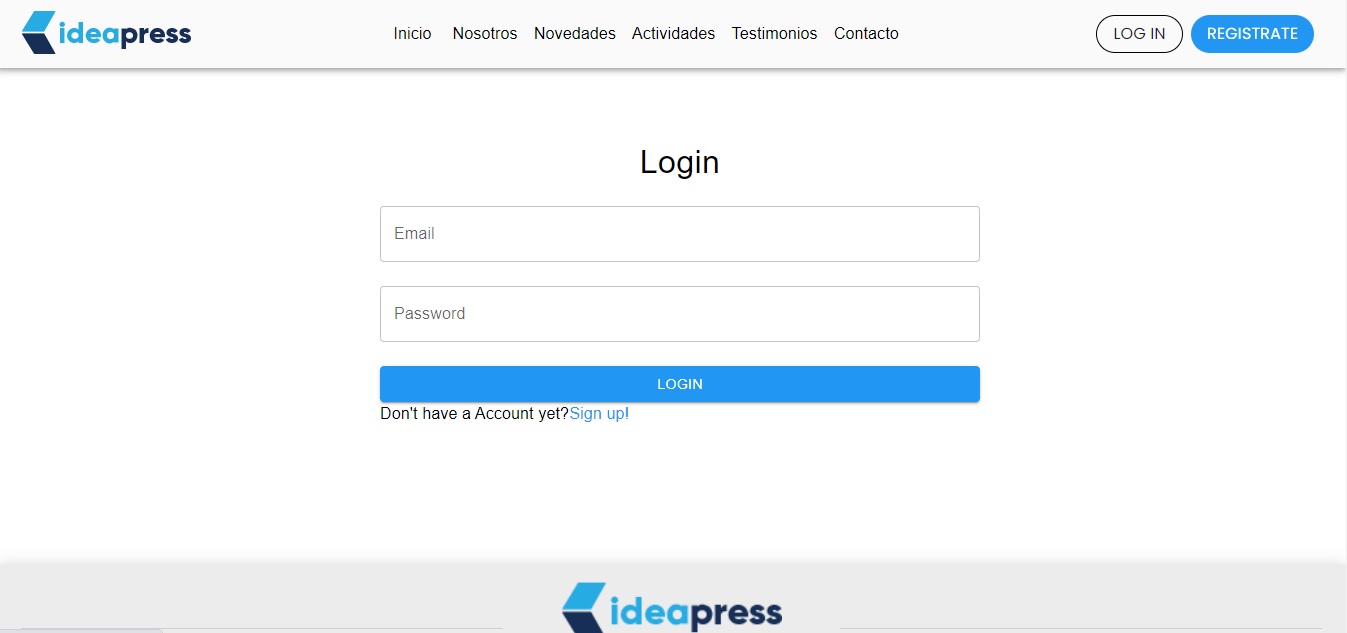 ideapress
Inicio Nosotros Novedades Actividades Testimonios Contacto
LOG IN REGISTRATE
Login
Email
Password
LOGIN
Don't have a Account yet?Sign up!
ideapress